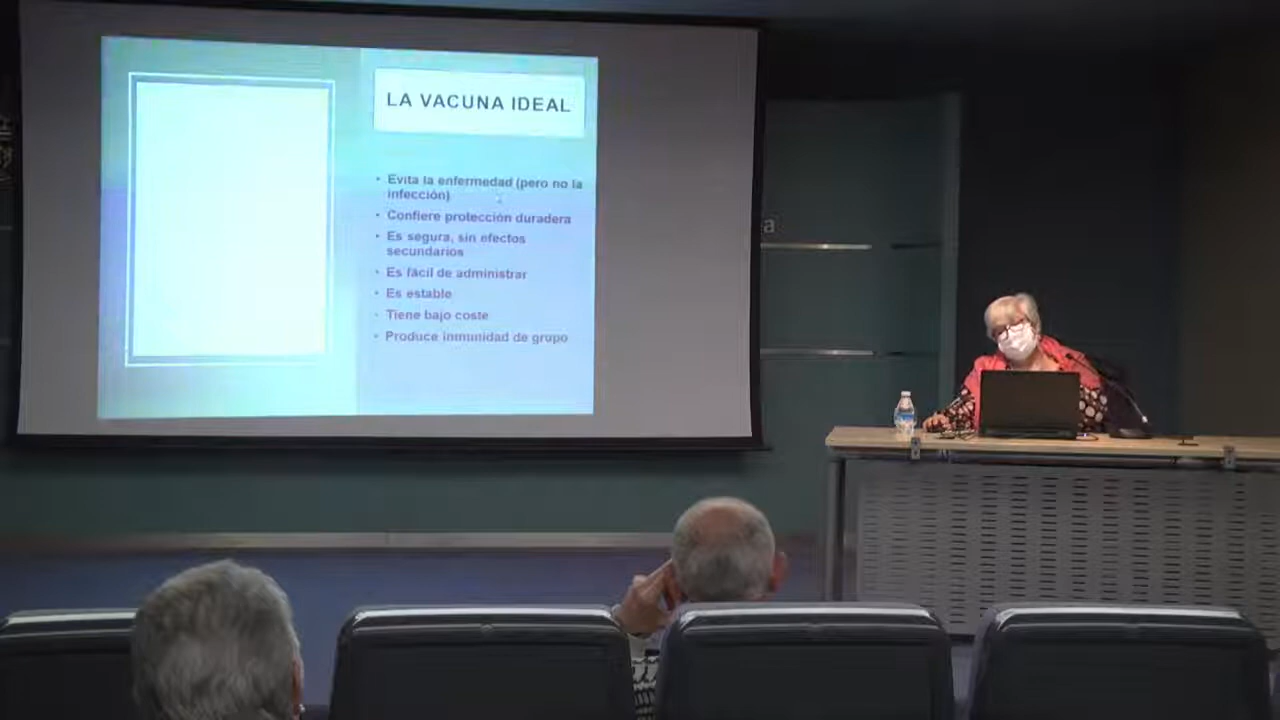 LA VACUNA IDEAL
• Evita la enfermedad (pero no la
infección)
• Confiere protección duradera
• Es segura, sin efectos
secundarios
• Es fácil de administrar
• Es estable
• Tiene bajo coste
• Produce inmunidad de grupo
a